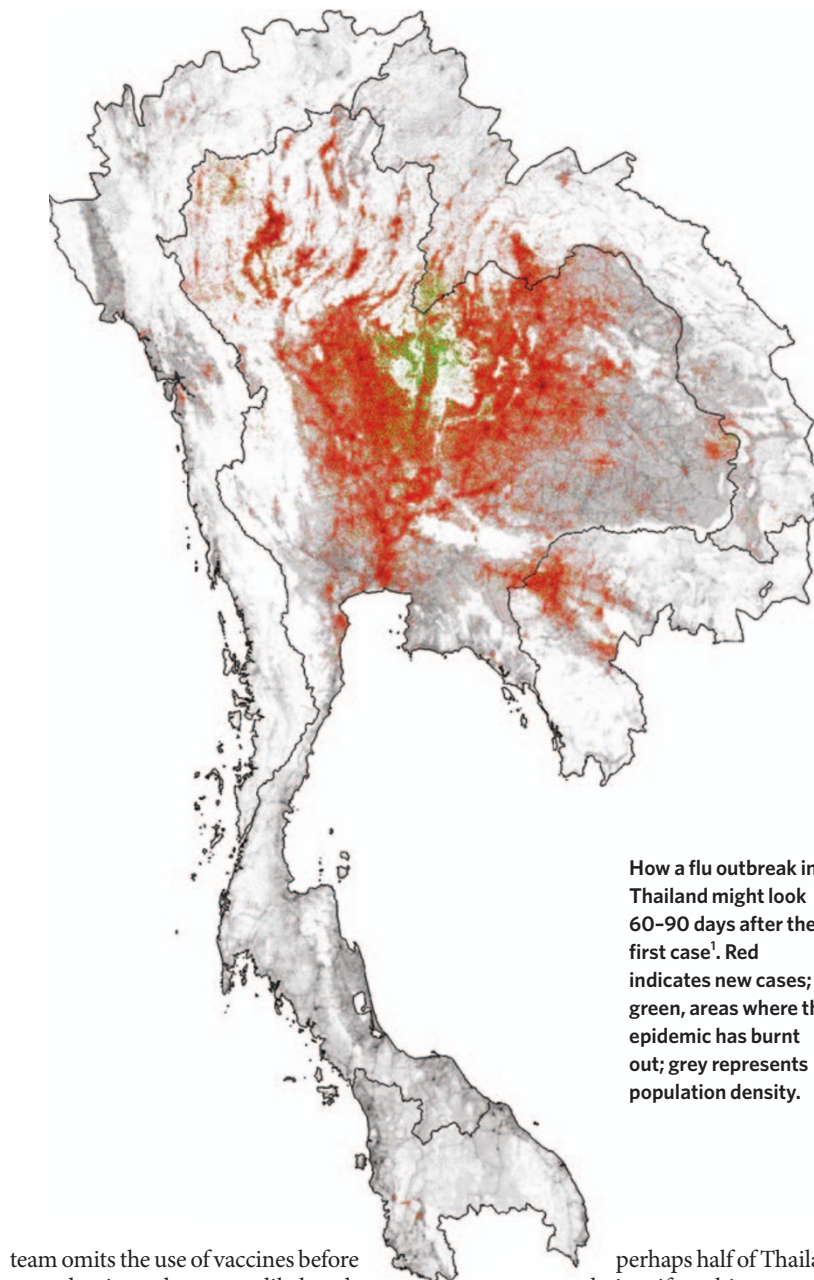 How a flu outbreak in
Thailand might look
60–90 days after the
first case¹. Red
indicates new cases;
green, areas where th
epidemic has burnt
out; grey represents
population density.
team omits the use of vaccines before
perhaps half of Thaila